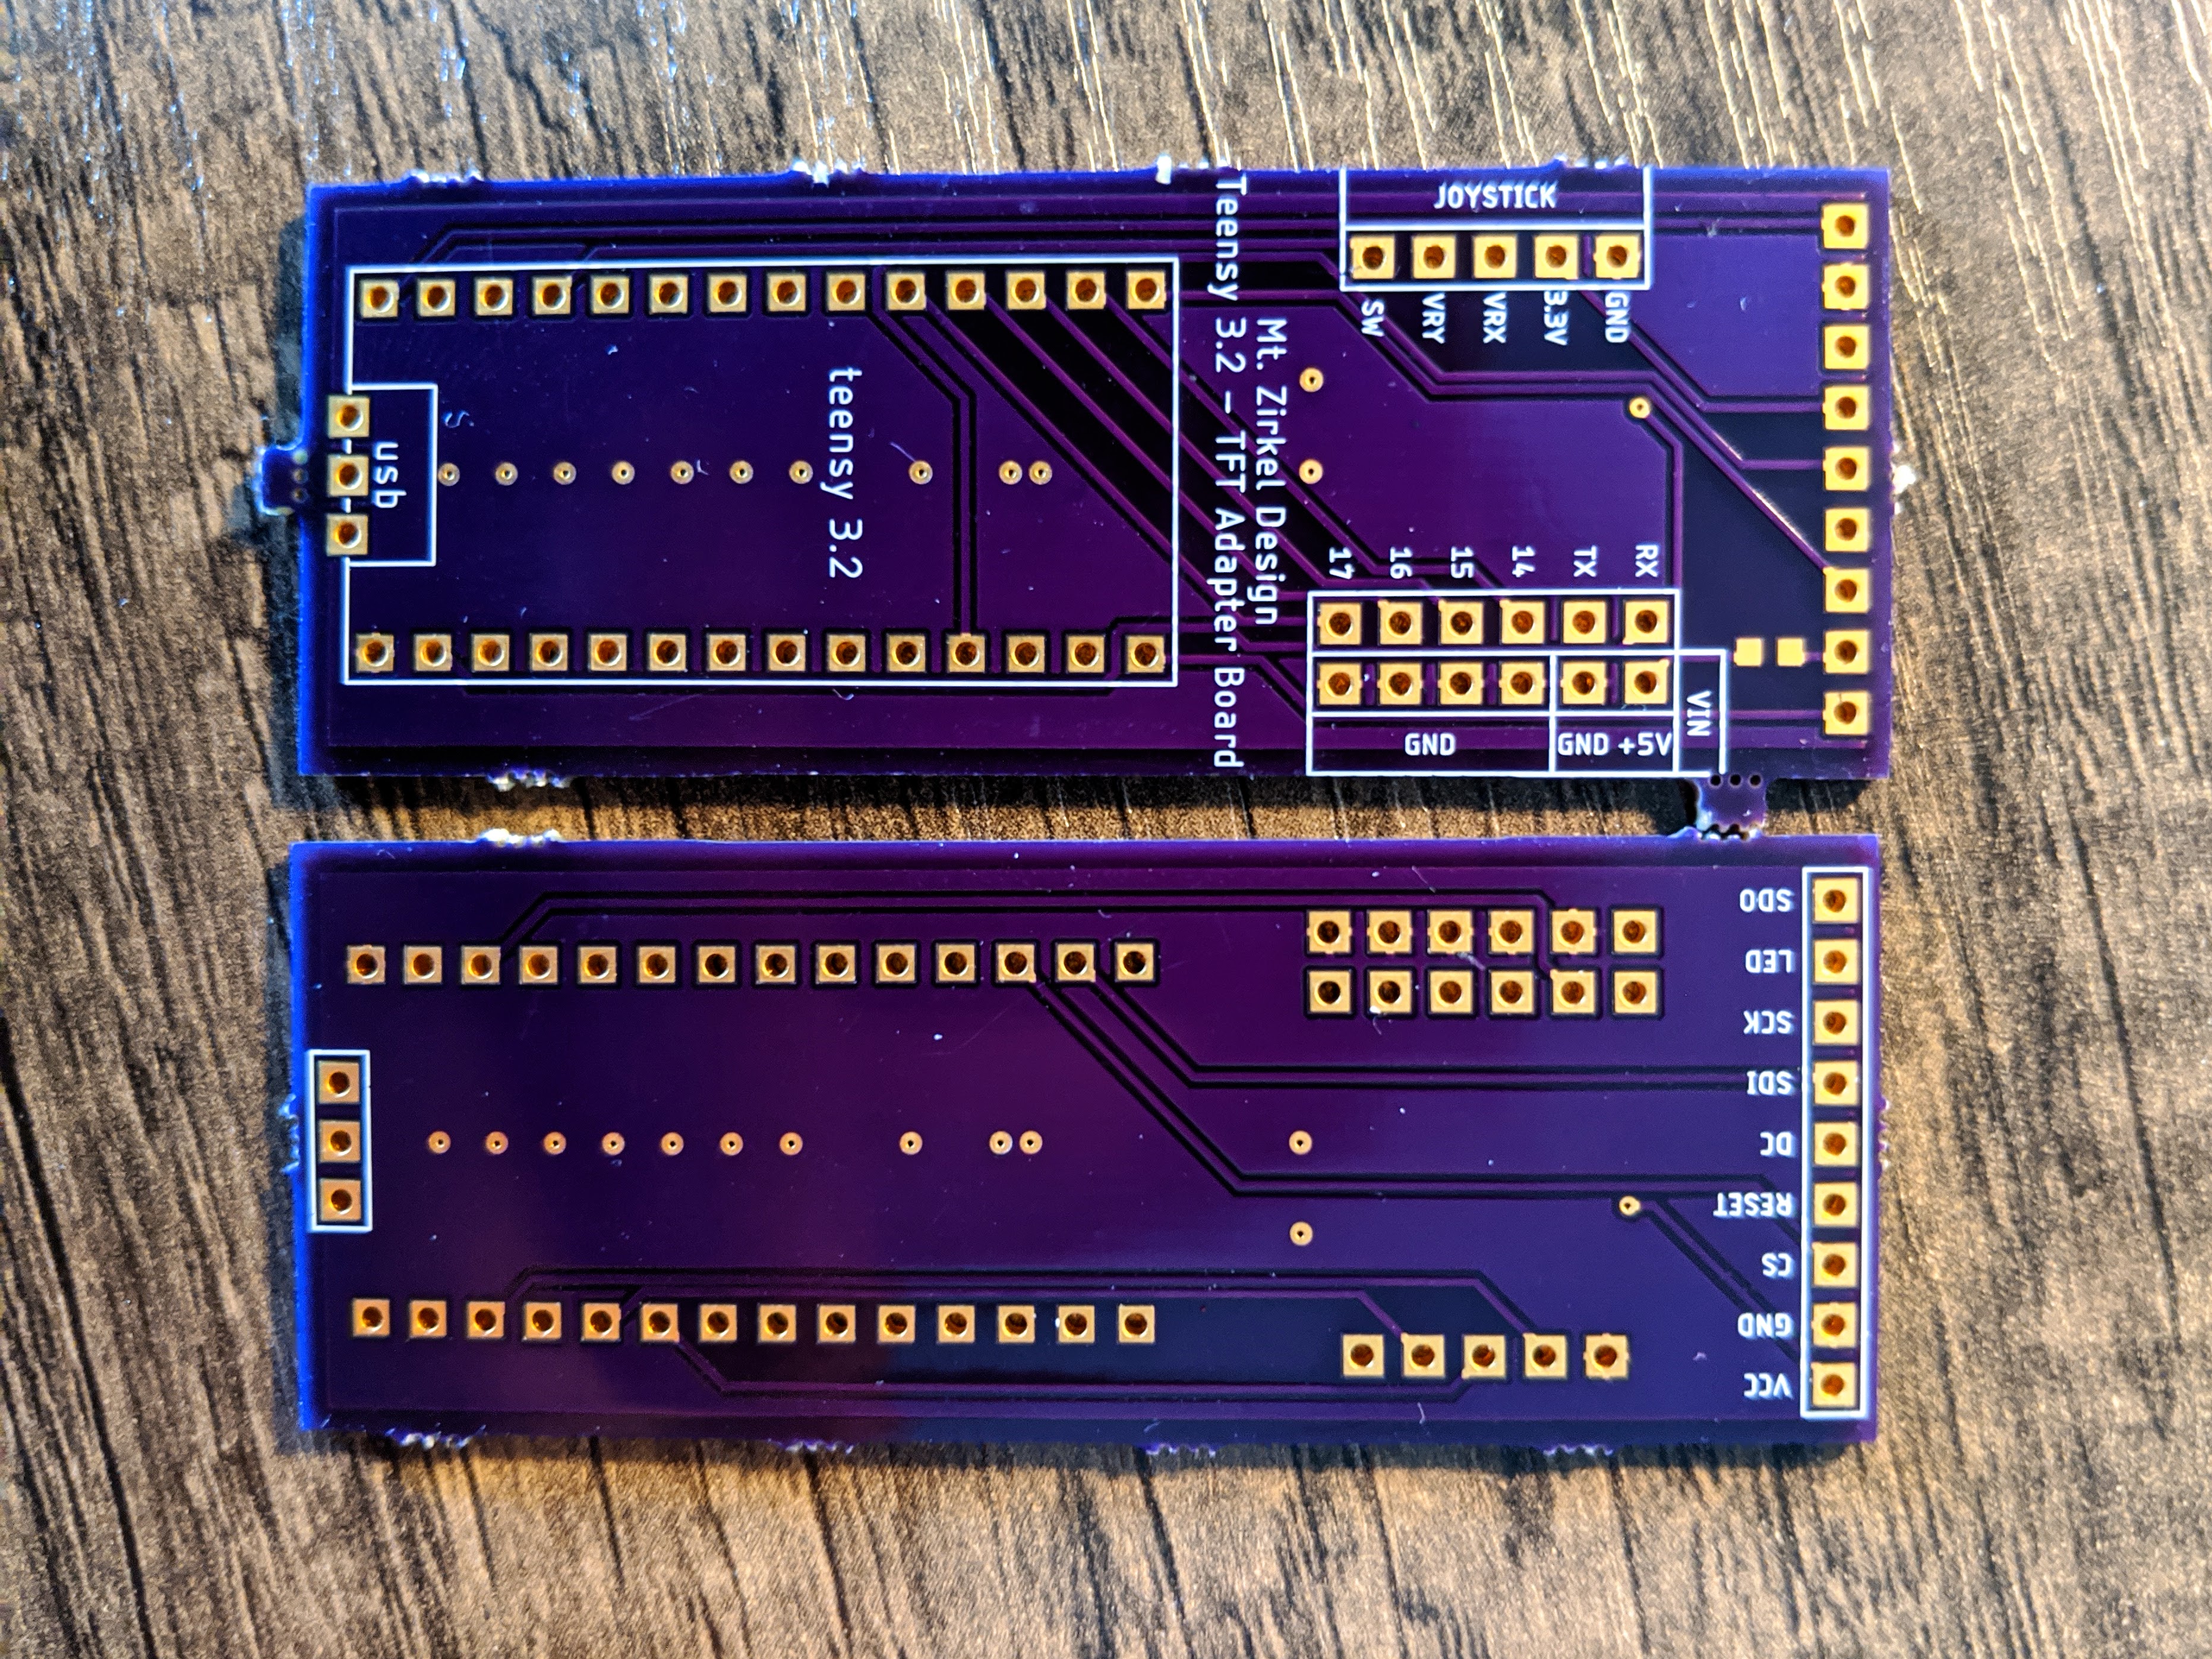 JOYSTICK
SW
VRY
VRX
3.3V
GND
Mt. Zirkel Design
Teensy 3.2 – TFT Adapter Board
teensy 3.2
usb
17
16
15
14
TX
RX
GND
GND +5V
VIN
SDO
LED
SCK
SDI
DC
RESET
CS
GND
VCC